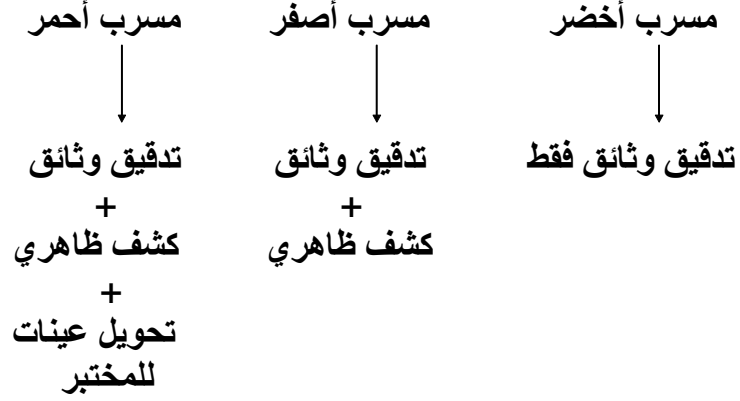 مسرب أخضر
تدقيق وثائق فقط
مسرب أصفر
تدقيق وثائق
+
كشف ظاهري
مسرب أحمر
تدقيق وثائق
+
كشف ظاهري
+
تحويل عينات
للمختبر